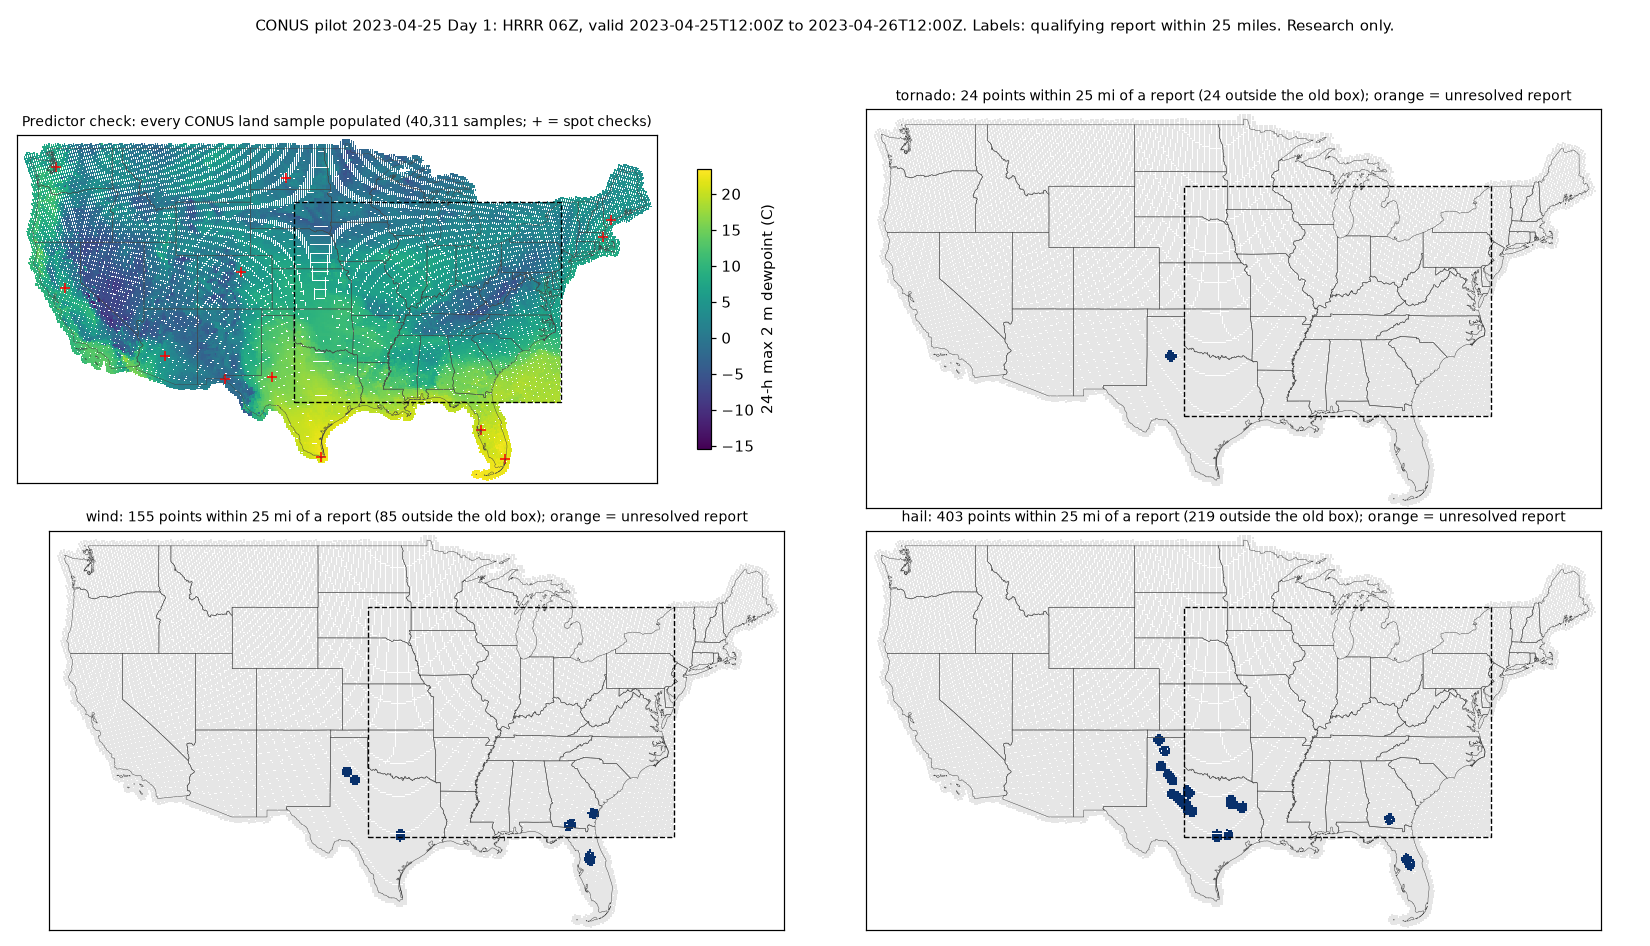 CONUS pilot 2023-04-25 Day 1: HRRR 06Z, valid 2023-04-25T12:00Z to 2023-04-26T12:00Z. Labels: qualifying report within 25 miles. Research only.
Predictor check: every CONUS land sample populated (40,311 samples; + = spot checks)
20
15
10
5
0
−5
−10
−15
24-h max 2 m dewpoint (C)
tornado: 24 points within 25 mi of a report (24 outside the old box); orange = unresolved report
wind: 155 points within 25 mi of a report (85 outside the old box); orange = unresolved report
hail: 403 points within 25 mi of a report (219 outside the old box); orange = unresolved report